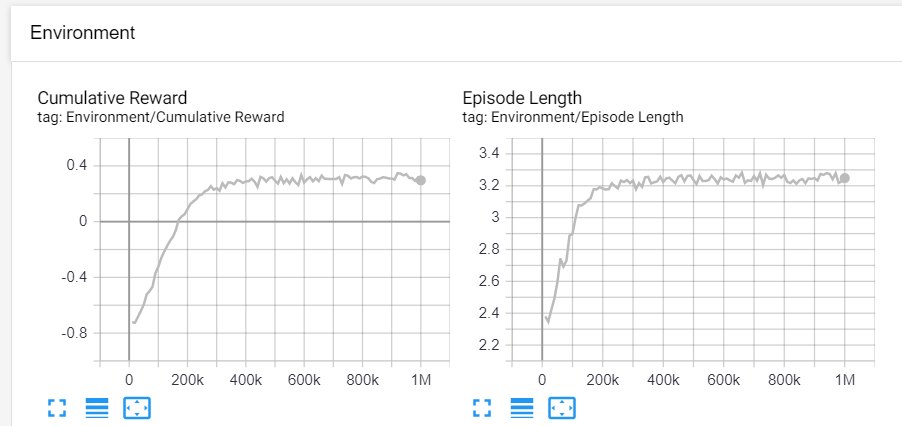 Environment
Cumulative Reward
tag: Environment/Cumulative Reward
0.4
0
-0.4
-0.8
0 200k 400k 600k 800k 1M
Episode Length
tag: Environment/Episode Length
3.4
3.2
3
2.8
2.6
2.4
2.2
0 200k 400k 600k 800k 1M